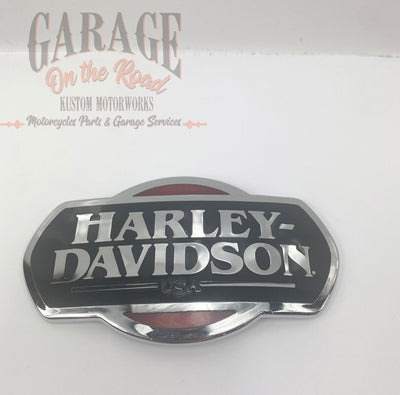 GARAGE
On the Road
KUSTOM MOTORWORKS
Motorcycles Parts & Garage Services
HARLEY-
DAVIDSON
USA